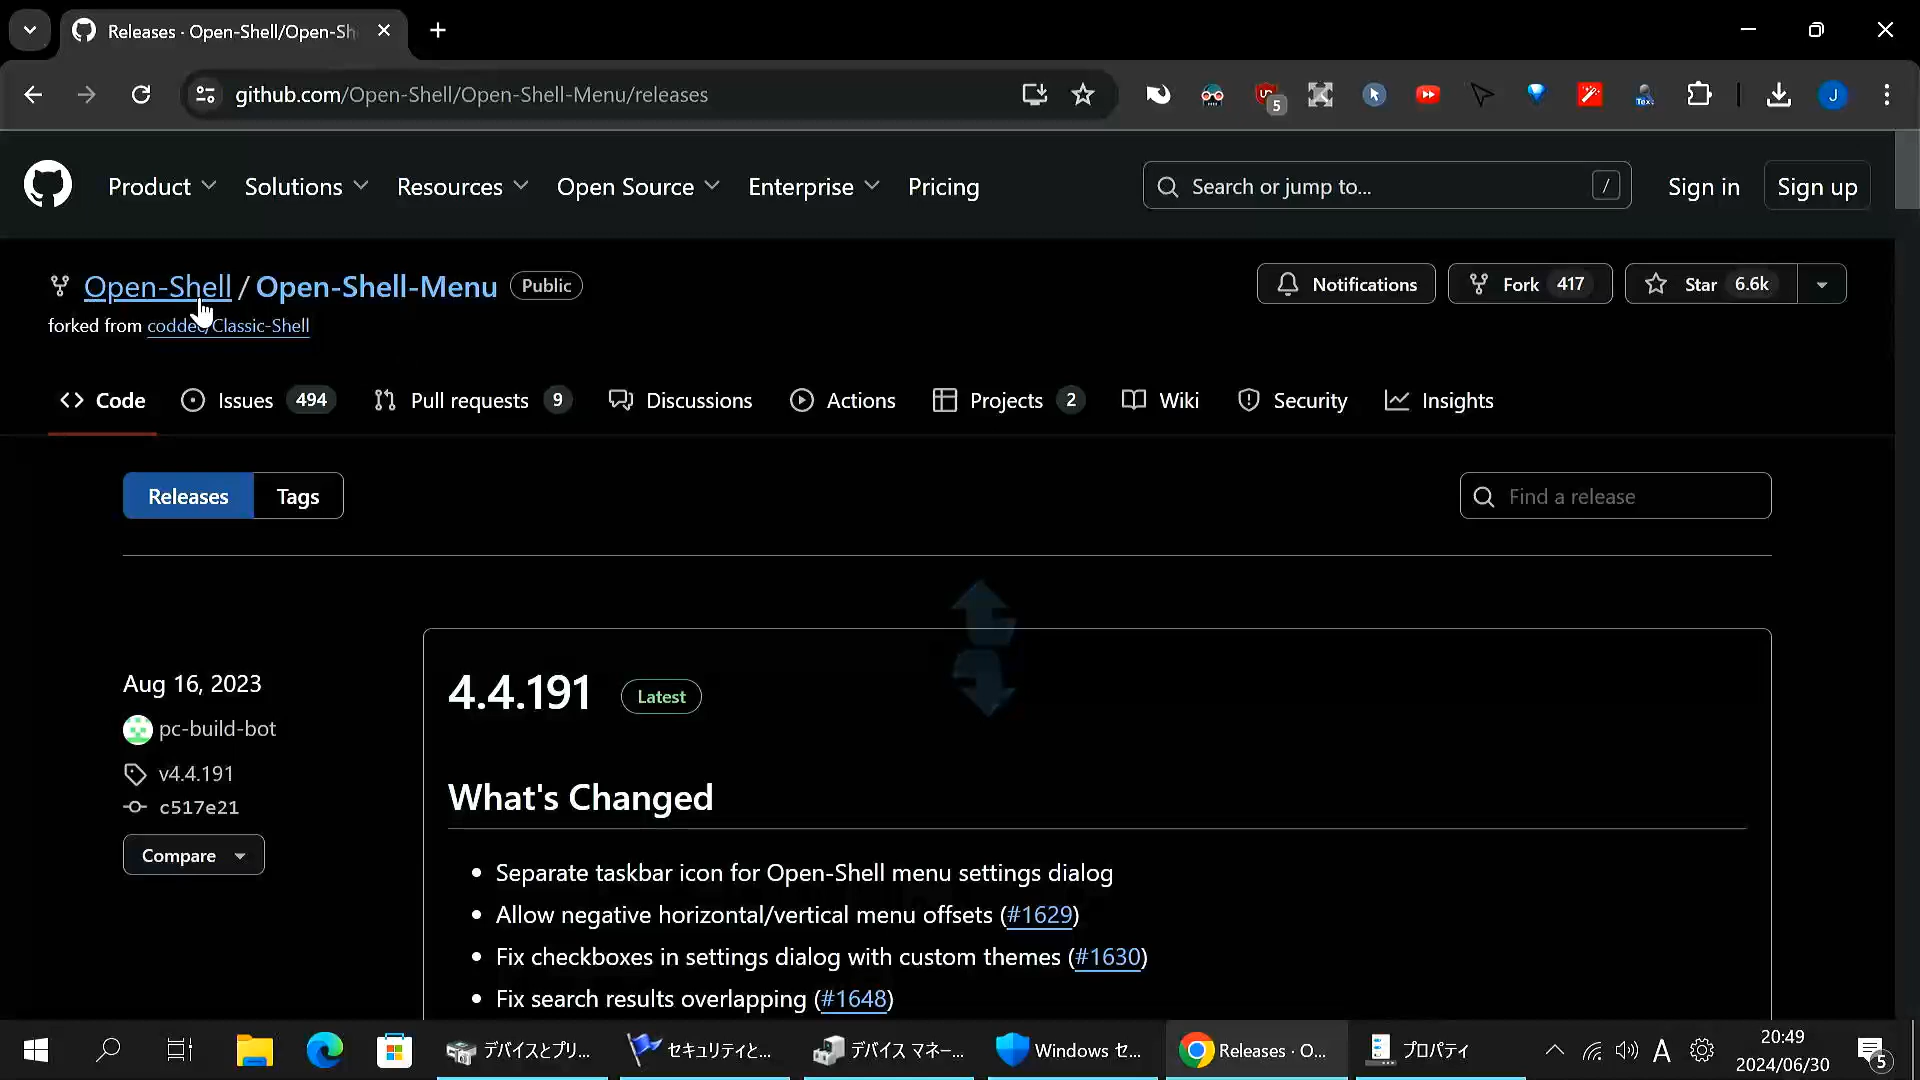 Releases · Open-Shell/Open-Sh
github.com/Open-Shell/Open-Shell-Menu/releases
5
Text
J
Product
Solutions
Resources
Open Source
Enterprise
Pricing
Search or jump to...
/
Sign in
Sign up
Open-Shell / Open-Shell-Menu
Public
Notifications
Fork 417
Star 6.6k
forked from coddec/Classic-Shell
Code
Issues 494
Pull requests 9
Discussions
Actions
Projects 2
Wiki
Security
Insights
Releases
Tags
Find a release
Aug 16, 2023
pc-build-bot
v4.4.191
c517e21
Compare
4.4.191
Latest
What's Changed
• Separate taskbar icon for Open-Shell menu settings dialog
• Allow negative horizontal/vertical menu offsets (#1629)
• Fix checkboxes in settings dialog with custom themes (#1630)
• Fix search results overlapping (#1648)
デバイスとプリ...
セキュリティと...
デバイス マネー...
Windows セ...
Releases · O...
プロパティ
A
20:49
2024/06/30
5